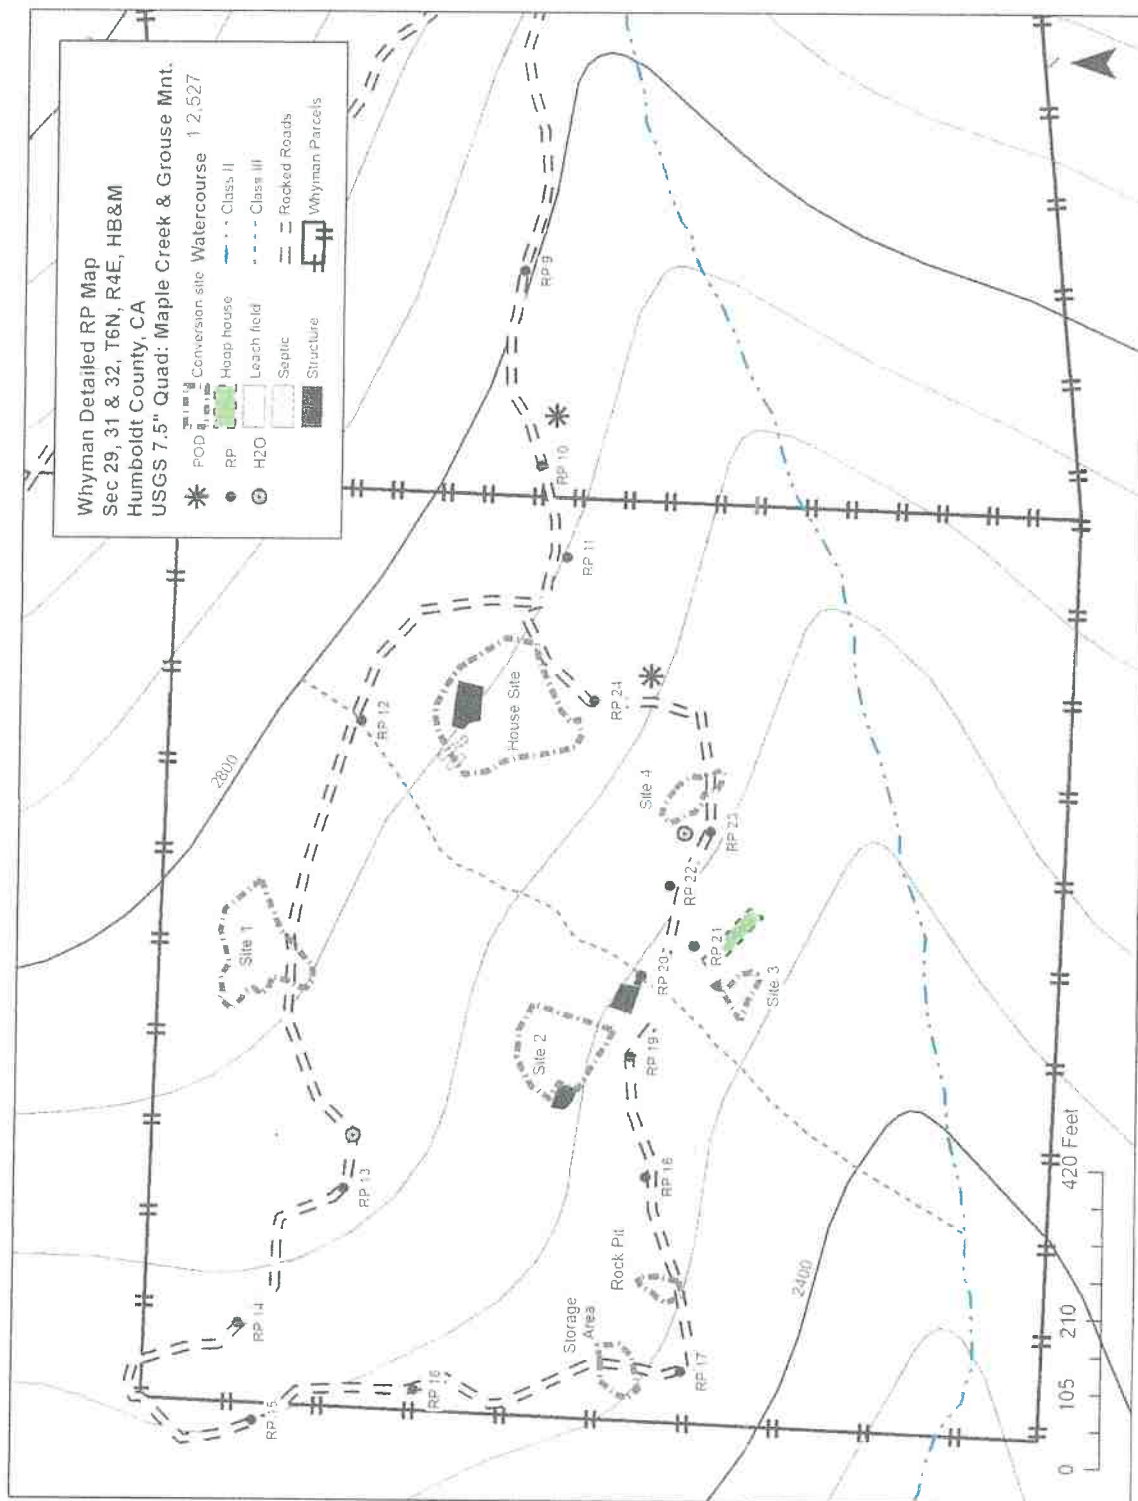 Whyman Detailed RP Map
Sec 29, 31 & 32, T6N, R4E, HB&M
Humboldt County, CA
USGS 7.5" Quad: Maple Creek & Grouse Mnt.
POD
RP
H2O
Conversion site
Hoop house
Leach field
Septic
Structure
Watercourse 1 2,527
Class II
Class III
Rocked Roads
Whyman Parcels
RP 9
RP 10
RP 11
RP 12
2800
House Site
RP 24
Site 4
RP 23
RP 22
RP 21
RP 20
Site 3
Site 1
Site 2
RP 19
RP 13
RP 14
RP 15
RP 16
Storage
Area
Rock Pit
RP 17
2400
0 105 210 420 Feet